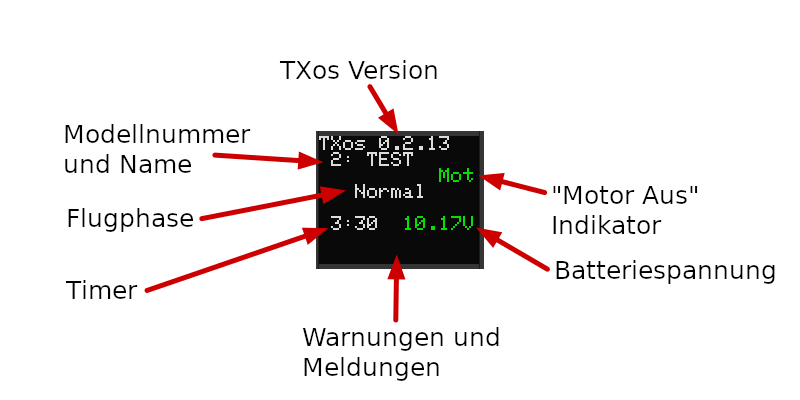 TXos Version
Modellnummer
und Name
Flugphase
Timer
TXos 0.2.13
2: TEST
Mot
Normal
3:30 10.17V
"Motor Aus"
Indikator
Batteriespannung
Warnungen und
Meldungen